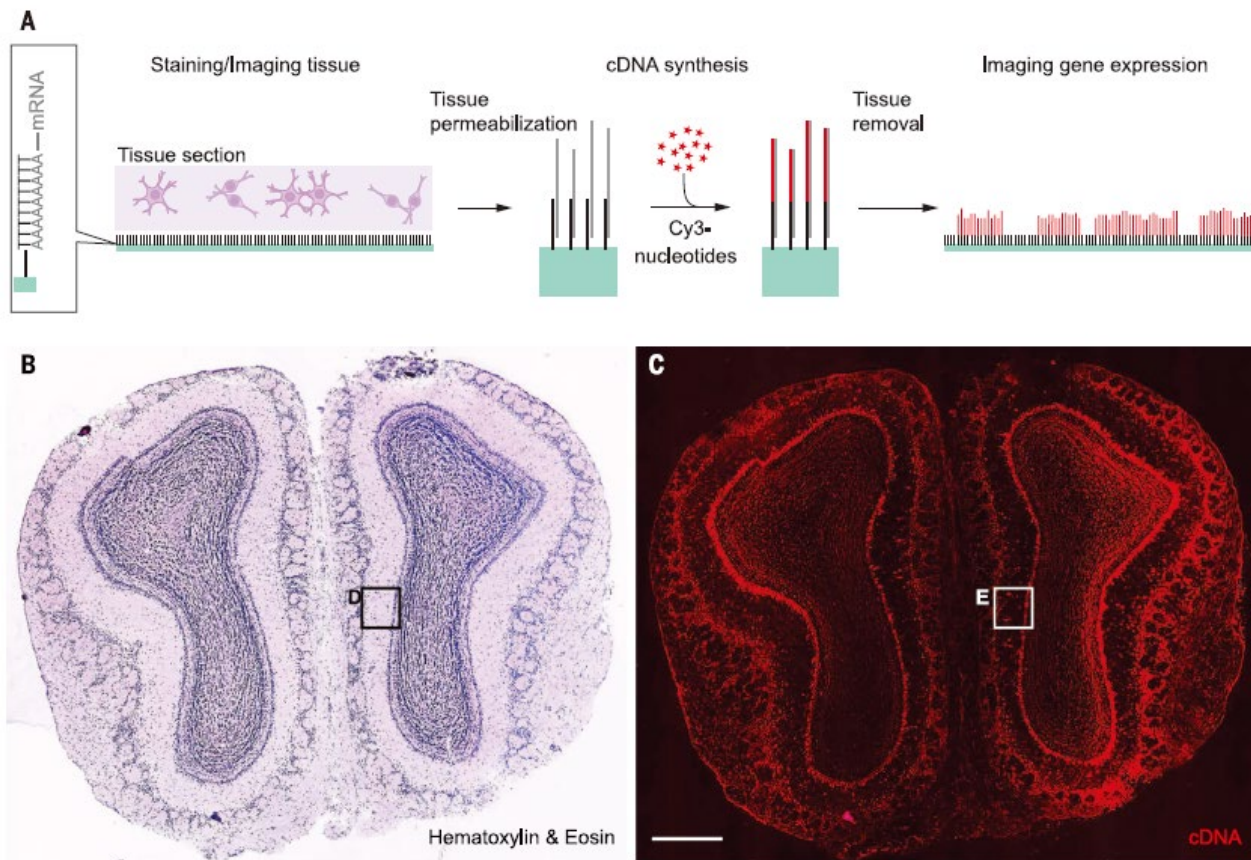 A
Staining/Imaging tissue
cDNA synthesis
Imaging gene expression
AAAAAAAAAA—mRNA
Tissue section
Tissue
permeabilization
Cy3-
nucleotides
Tissue
removal
B
D
Hematoxylin & Eosin
C
E
cDNA